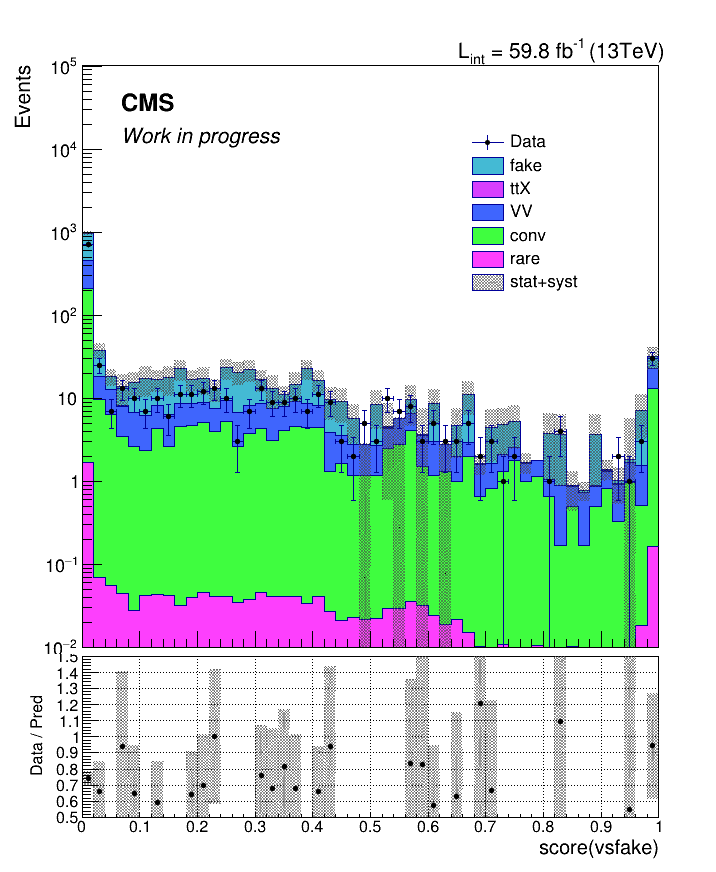 L_int = 59.8 fb^-1 (13TeV)
Events
10^5
10^4
10^3
10^2
10
1
10^−1
10^−2
CMS
Work in progress
Data
fake
ttX
VV
conv
rare
stat+syst
Data / Pred
1.5
1.4
1.3
1.2
1.1
1
0.9
0.8
0.7
0.6
0.5
0 0.1 0.2 0.3 0.4 0.5 0.6 0.7 0.8 0.9 1
score(vsfake)